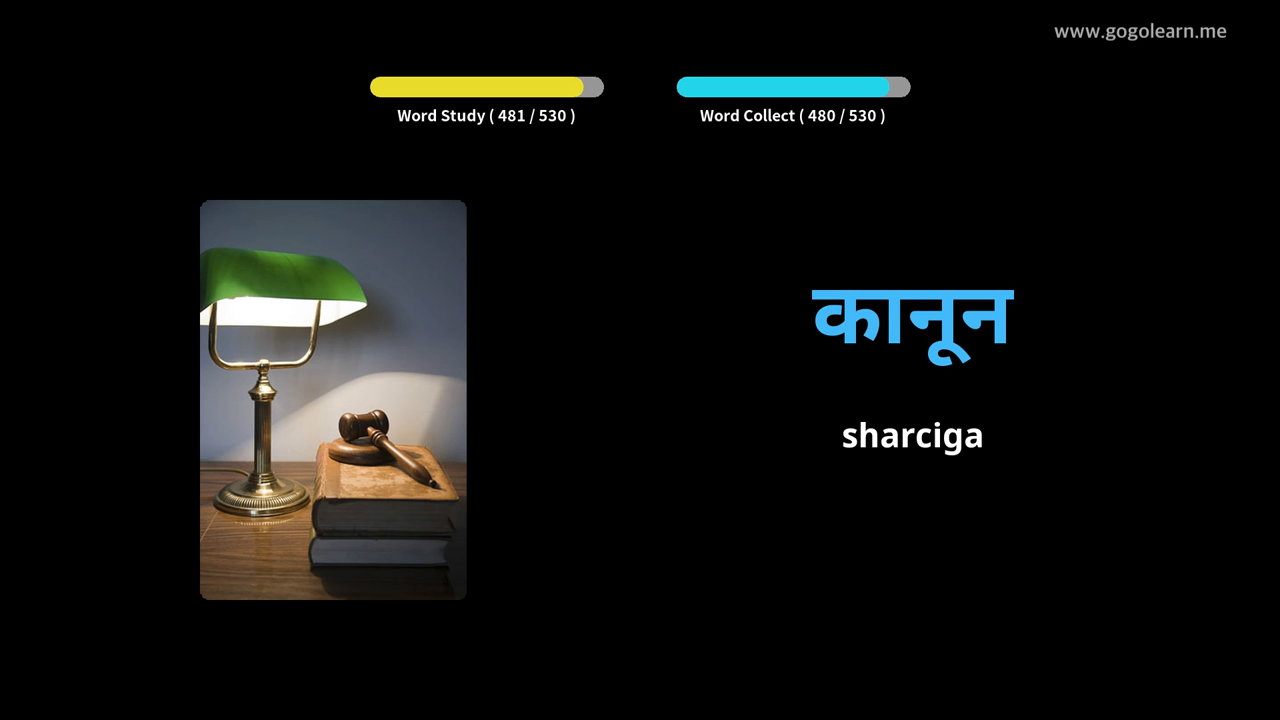 www.gogolearn.me
Word Study ( 481 / 530 )
Word Collect ( 480 / 530 )
कानून
sharciga